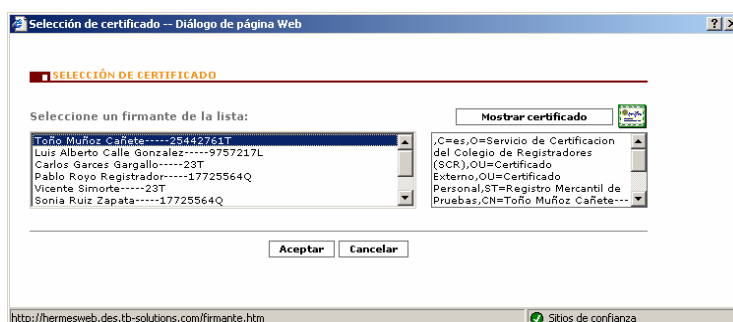 Selección de certificado -- Diálogo de página Web
SELECCIÓN DE CERTIFICADO
Seleccione un firmante de la lista:
Mostrar certificado
Toño Muñoz Cañete-----25442761T
Luis Alberto Calle Gonzalez-----9757217L
Carlos Garces Gargallo-----23T
Pablo Royo Registrador-----17725564Q
Vicente Simorte-----23T
Sonia Ruiz Zapata-----17725564Q
,C=es,O=Servicio de Certificacion
del Colegio de Registradores
(SCR),OU=Certificado
Externo,OU=Certificado
Personal,ST=Registro Mercantil de
Pruebas,CN=Toño Muñoz Cañete---
Aceptar Cancelar
http://hermesweb.des.tb-solutions.com/firmante.htm
Sitios de confianza